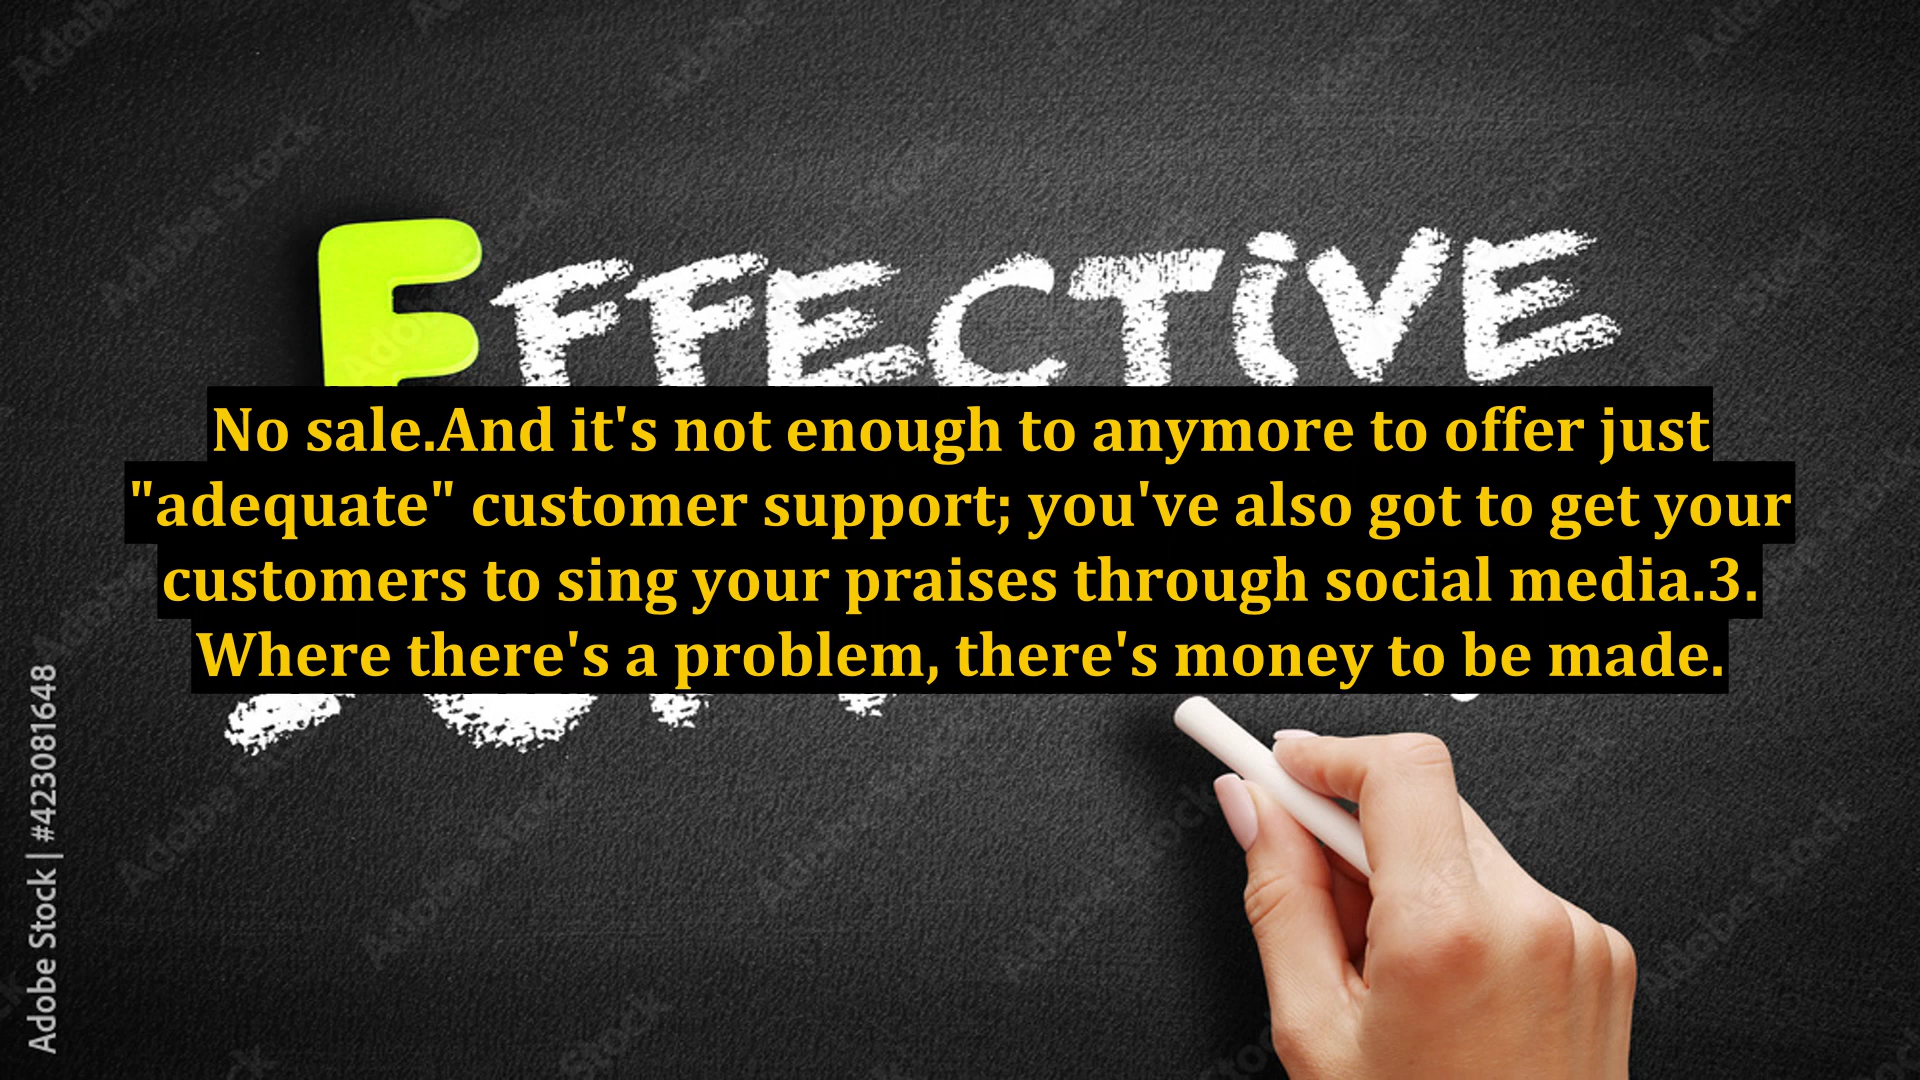 EFFECTIVE
No sale.And it's not enough to anymore to offer just
"adequate" customer support; you've also got to get your
customers to sing your praises through social media.3.
Where there's a problem, there's money to be made.
Adobe Stock | #423081648